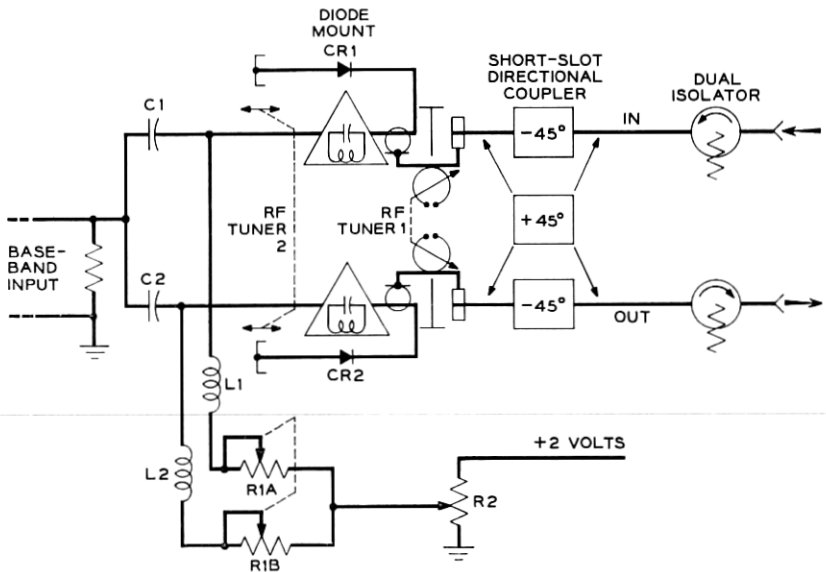 DIODE
MOUNT
CR1
SHORT-SLOT
DIRECTIONAL
COUPLER
DUAL
ISOLATOR
C1
-45°
IN
RF
TUNER
2
RF
TUNER 1
+45°
BASE-
BAND
INPUT
C2
-45°
OUT
CR2
L1
+2 VOLTS
L2
R1A
R2
R1B